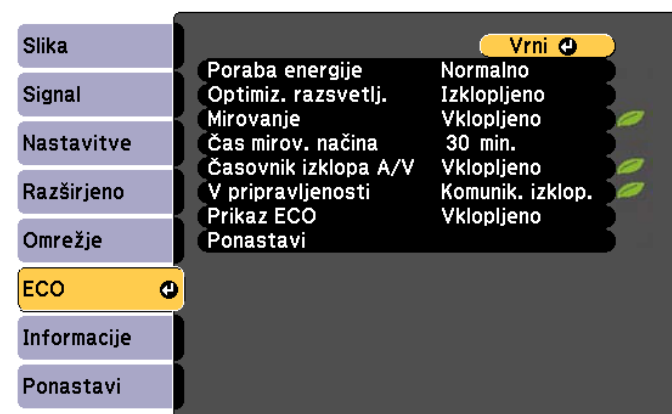 Slika
Signal
Nastavitve
Razširjeno
Omrežje
ECO
Informacije
Ponastavi
Vrni
Poraba energije Normalno
Optimiz. razsvetlj. Izklopljeno
Mirovanje Vklopljeno
Čas mirov. načina 30 min.
Časovnik izklopa A/V Vklopljeno
V pripravljenosti Komunik. izklop.
Prikaz ECO Vklopljeno
Ponastavi